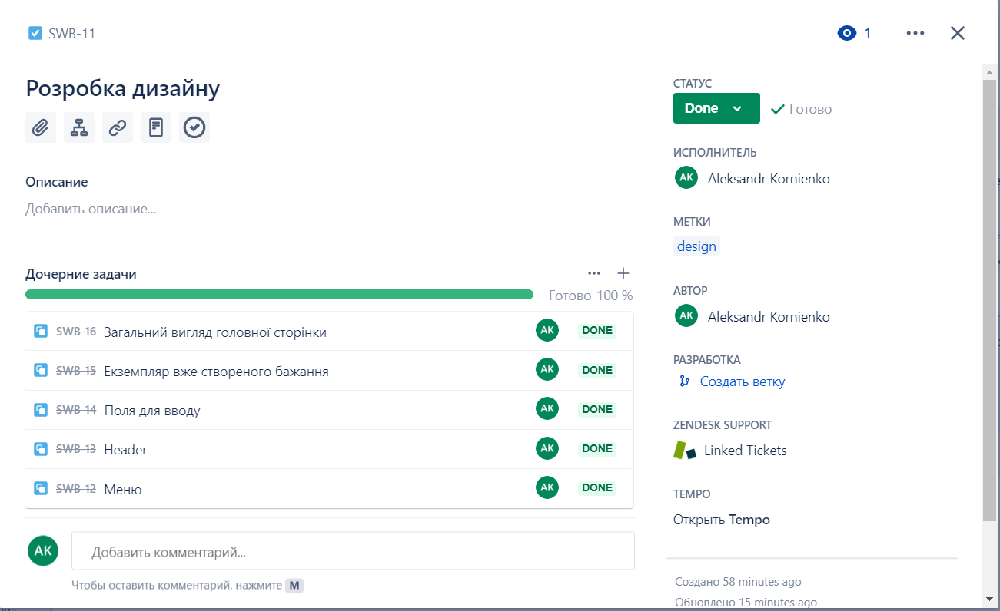 SWB-11
1
Розробка дизайну
Описание
Добавить описание...
Дочерние задачи
Готово 100 %
SWB-16 Загальний вигляд головної сторінки AK DONE
SWB-15 Екземпляр вже створеного бажання AK DONE
SWB-14 Поля для вводу AK DONE
SWB-13 Header AK DONE
SWB-12 Меню AK DONE
AK Добавить комментарий...
Чтобы оставить комментарий, нажмите M
СТАТУС
Done Готово
ИСПОЛНИТЕЛЬ
AK Aleksandr Kornienko
МЕТКИ
design
АВТОР
AK Aleksandr Kornienko
РАЗРАБОТКА
Создать ветку
ZENDESK SUPPORT
Linked Tickets
TEMPO
Открыть Tempo
Создано 58 minutes ago
Обновлено 15 minutes ago